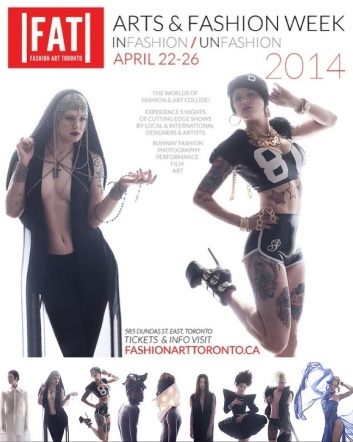 |FAT|
FASHION ART TORONTO
ARTS & FASHION WEEK
INFASHION / UNFASHION
APRIL 22-26
2014
THE WORLDS OF
FASHION & ART COLLIDE!
EXPERIENCE 5 NIGHTS
OF CUTTING EDGE SHOWS
BY LOCAL & INTERNATIONAL
DESIGNERS & ARTISTS
RUNWAY FASHION
PHOTOGRAPHY
PERFORMANCE
FILM
ART
585 DUNDAS ST. EAST, TORONTO
TICKETS & INFO VISIT
FASHIONARTTORONTO.CA